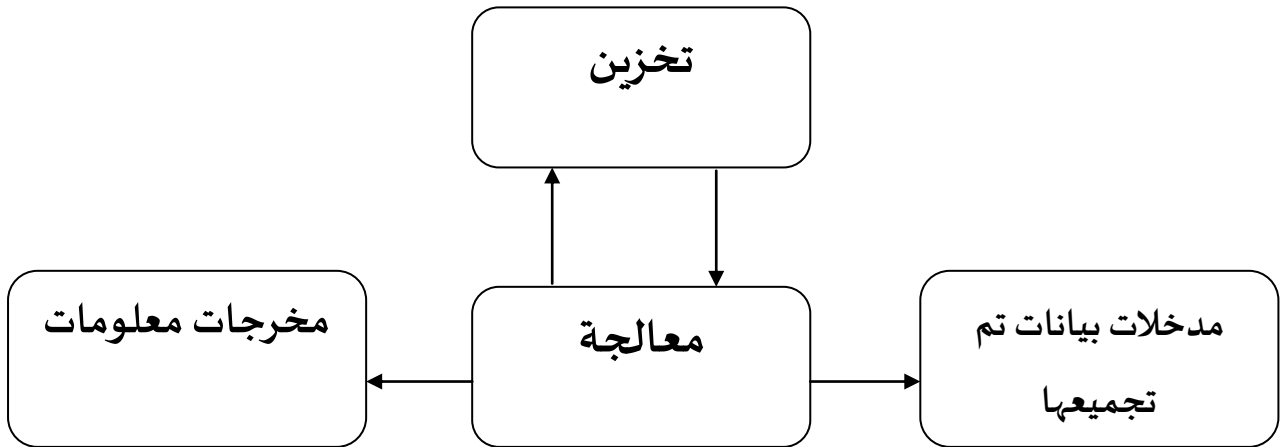 تخزين
مدخلات بيانات تم
تجميعها
معالجة
مخرجات معلومات